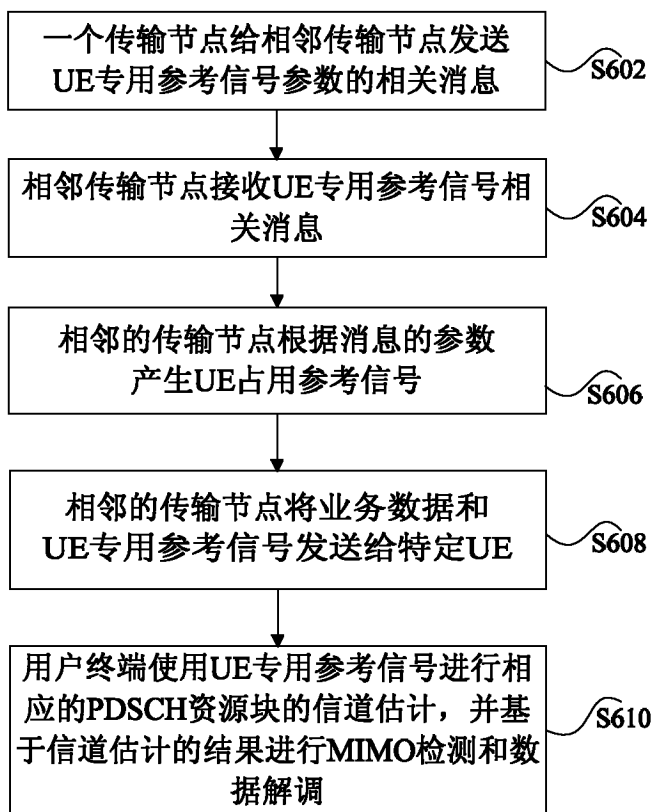 一个传输节点给相邻传输节点发送
UE专用参考信号参数的相关消息
S602
相邻传输节点接收UE专用参考信号相
关消息
S604
相邻的传输节点根据消息的参数
产生UE占用参考信号
S606
相邻的传输节点将业务数据和
UE专用参考信号发送给特定UE
S608
用户终端使用UE专用参考信号进行相
应的PDSCH资源块的信道估计，并基
于信道估计的结果进行MIMO检测和数
据解调
S610